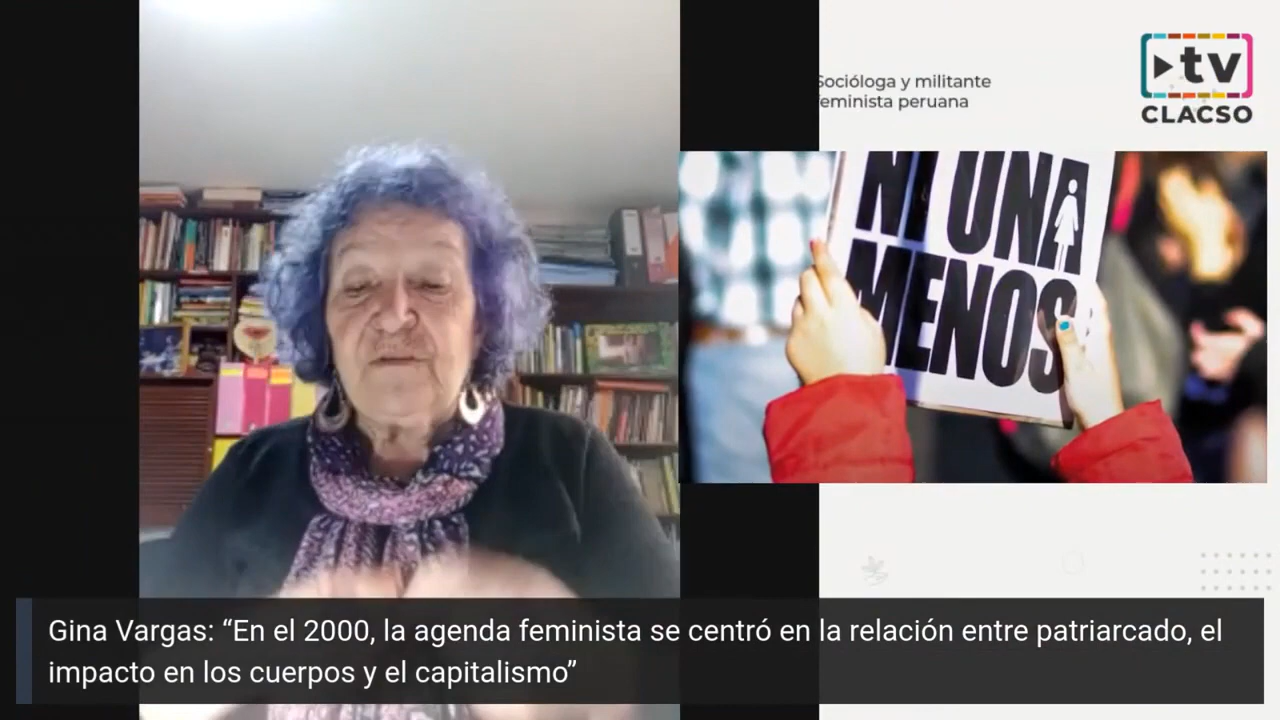 Socióloga y militante
feminista peruana
tv
CLACSO
NI UNA
MENOS
Gina Vargas: “En el 2000, la agenda feminista se centró en la relación entre patriarcado, el
impacto en los cuerpos y el capitalismo”